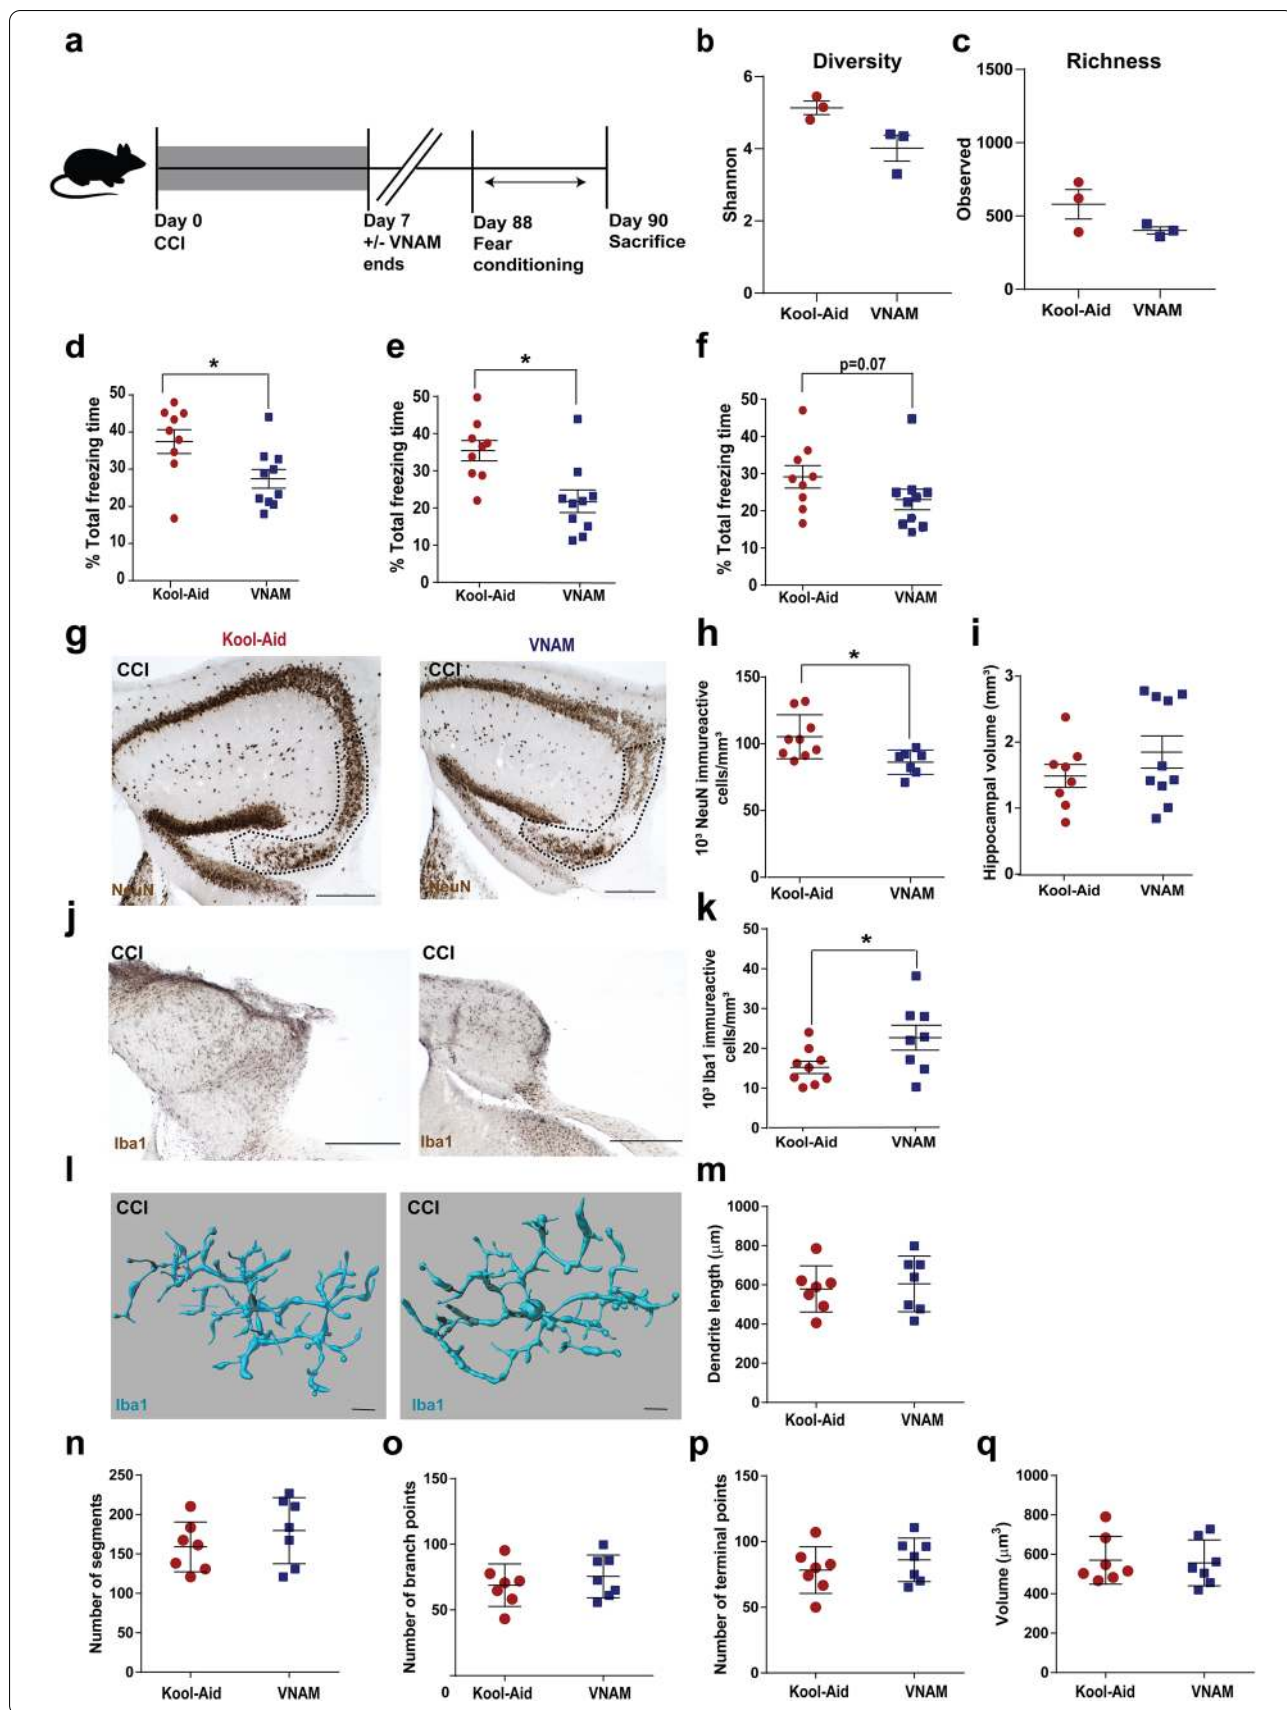 a
Day 0
CCI
Day 7
+/- VNAM
ends
Day 88
Fear
conditioning
Day 90
Sacrifice
b
Diversity
Shannon
6
4
2
0
Kool-Aid VNAM
c
Richness
Observed
1500
1000
500
0
Kool-Aid VNAM
d
*
% Total freezing time
50
40
30
20
10
0
Kool-Aid VNAM
e
*
% Total freezing time
50
40
30
20
10
0
Kool-Aid VNAM
f
p=0.07
% Total freezing time
50
40
30
20
10
0
Kool-Aid VNAM
g
Kool-Aid
VNAM
CCI
NeuN
CCI
NeuN
h
*
10³ NeuN immureactive
cells/mm³
150
100
50
0
Kool-Aid VNAM
i
Hippocampal volume (mm³)
3
2
1
0
Kool-Aid VNAM
j
CCI
Iba1
CCI
Iba1
k
*
10³ Iba1 immureactive
cells/mm³
50
40
30
20
10
0
Kool-Aid VNAM
l
CCI
Iba1
CCI
Iba1
m
Dendrite length (μm)
1000
800
600
400
200
0
Kool-Aid VNAM
n
Number of segments
250
200
150
100
50
0
Kool-Aid VNAM
o
Number of branch points
150
100
50
0
Kool-Aid VNAM
p
Number of terminal points
150
100
50
0
Kool-Aid VNAM
q
Volume (μm³)
1000
800
600
400
200
0
Kool-Aid VNAM